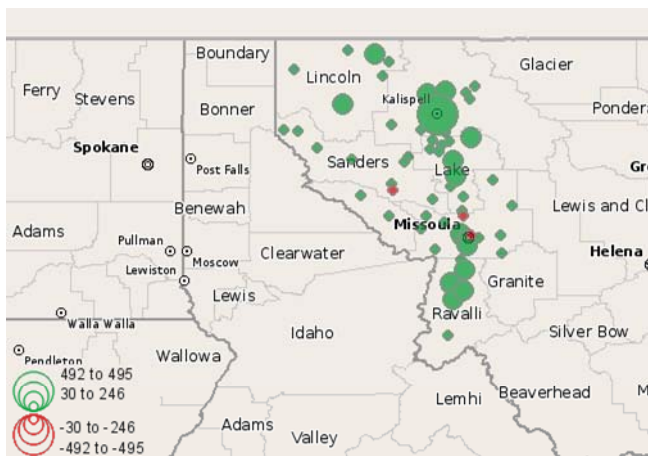 Boundary
Glacier
Lincoln
Ferry
Stevens
Bonner
Kalispell
Pondera
Spokane
Post Falls
Sanders
Lake
Gre
Benewah
Lewis and Cl
Adams
Missoula
Pullman
Moscow
Clearwater
Helena
Lewiston
Lewis
Granite
Walla Walla
Ravalli
Idaho
Silver Bow
Pendleton
Wallowa
492 to 495
30 to 246
Lemhi
Beaverhead
M
-30 to -246
Adams
Valley
-492 to -495